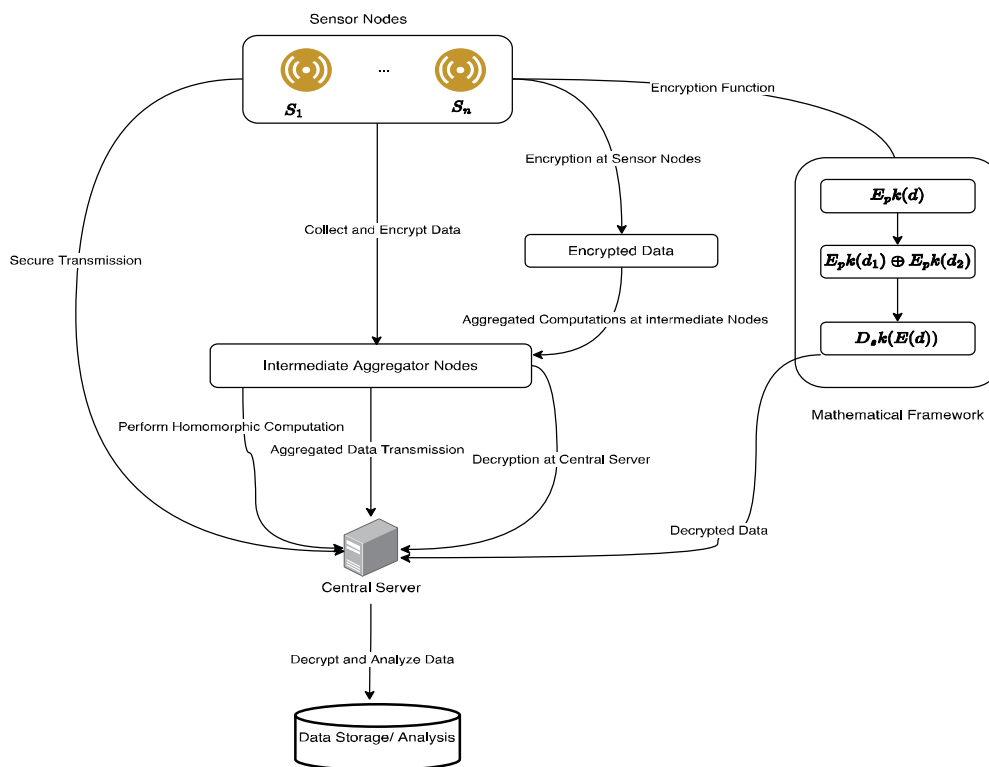 Sensor Nodes
...
S₁
Sₙ
Encryption Function
Encryption at Sensor Nodes
Eₚk(d)
Collect and Encrypt Data
Secure Transmission
Encrypted Data
Eₚk(d₁) ⊕ Eₚk(d₂)
Aggregated Computations at intermediate Nodes
Dₛk(E(d))
Intermediate Aggregator Nodes
Mathematical Framework
Perform Homomorphic Computation
Aggregated Data Transmission
Decryption at Central Server
Decrypted Data
Central Server
Decrypt and Analyze Data
Data Storage/ Analysis